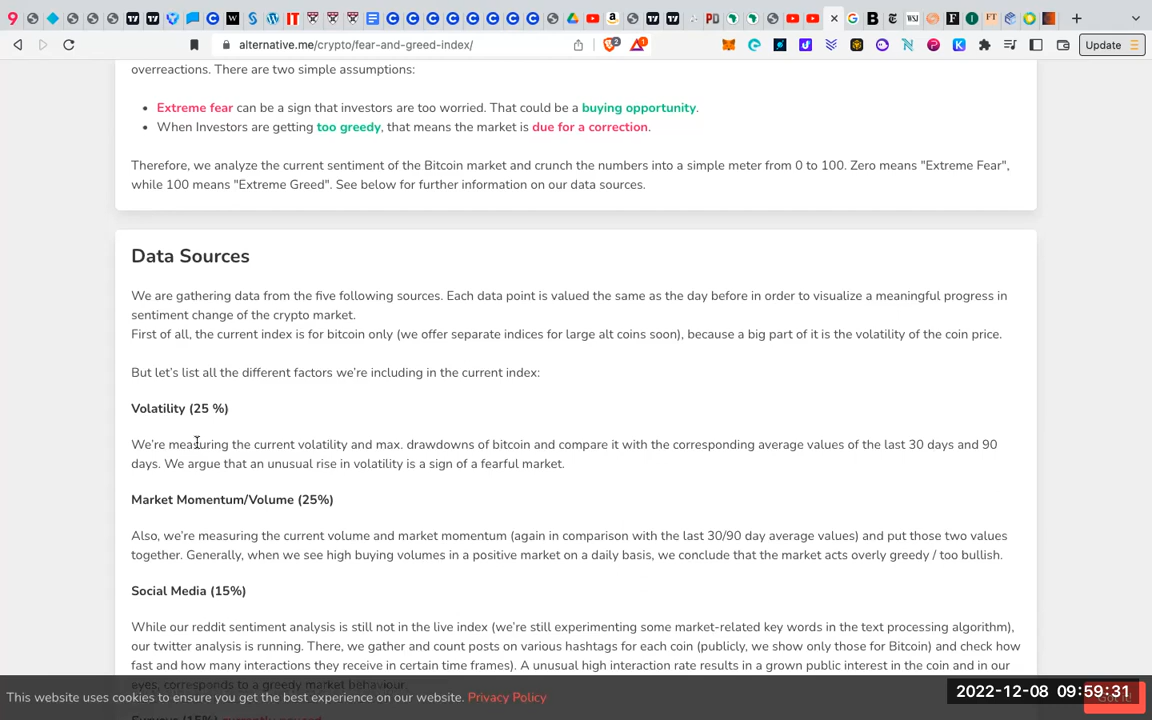 alternative.me/crypto/fear-and-greed-index/
Update
overreactions. There are two simple assumptions:
Extreme fear can be a sign that investors are too worried. That could be a buying opportunity.
When Investors are getting too greedy, that means the market is due for a correction.
Therefore, we analyze the current sentiment of the Bitcoin market and crunch the numbers into a simple meter from 0 to 100. Zero means "Extreme Fear",
while 100 means "Extreme Greed". See below for further information on our data sources.
Data Sources
We are gathering data from the five following sources. Each data point is valued the same as the day before in order to visualize a meaningful progress in
sentiment change of the crypto market.
First of all, the current index is for bitcoin only (we offer separate indices for large alt coins soon), because a big part of it is the volatility of the coin price.
But let's list all the different factors we're including in the current index:
Volatility (25 %)
We're measuring the current volatility and max. drawdowns of bitcoin and compare it with the corresponding average values of the last 30 days and 90
days. We argue that an unusual rise in volatility is a sign of a fearful market.
Market Momentum/Volume (25%)
Also, we're measuring the current volume and market momentum (again in comparison with the last 30/90 day average values) and put those two values
together. Generally, when we see high buying volumes in a positive market on a daily basis, we conclude that the market acts overly greedy / too bullish.
Social Media (15%)
While our reddit sentiment analysis is still not in the live index (we're still experimenting some market-related key words in the text processing algorithm),
our twitter analysis is running. There, we gather and count posts on various hashtags for each coin (publicly, we show only those for Bitcoin) and check how
fast and how many interactions they receive in certain time frames). A unusual high interaction rate results in a grown public interest in the coin and in our
eyes, corresponds to a greedy market behaviour.
This website uses cookies to ensure you get the best experience on our website. Privacy Policy
2022-12-08 09:59:31
Surveys (15%) currently paused